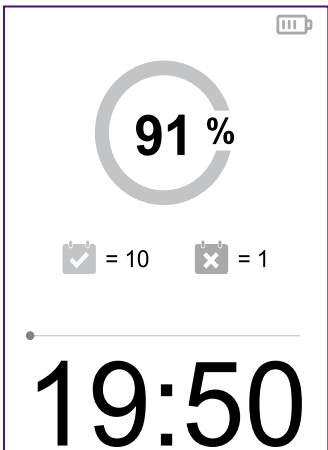 91 %
= 10 = 1
19:50